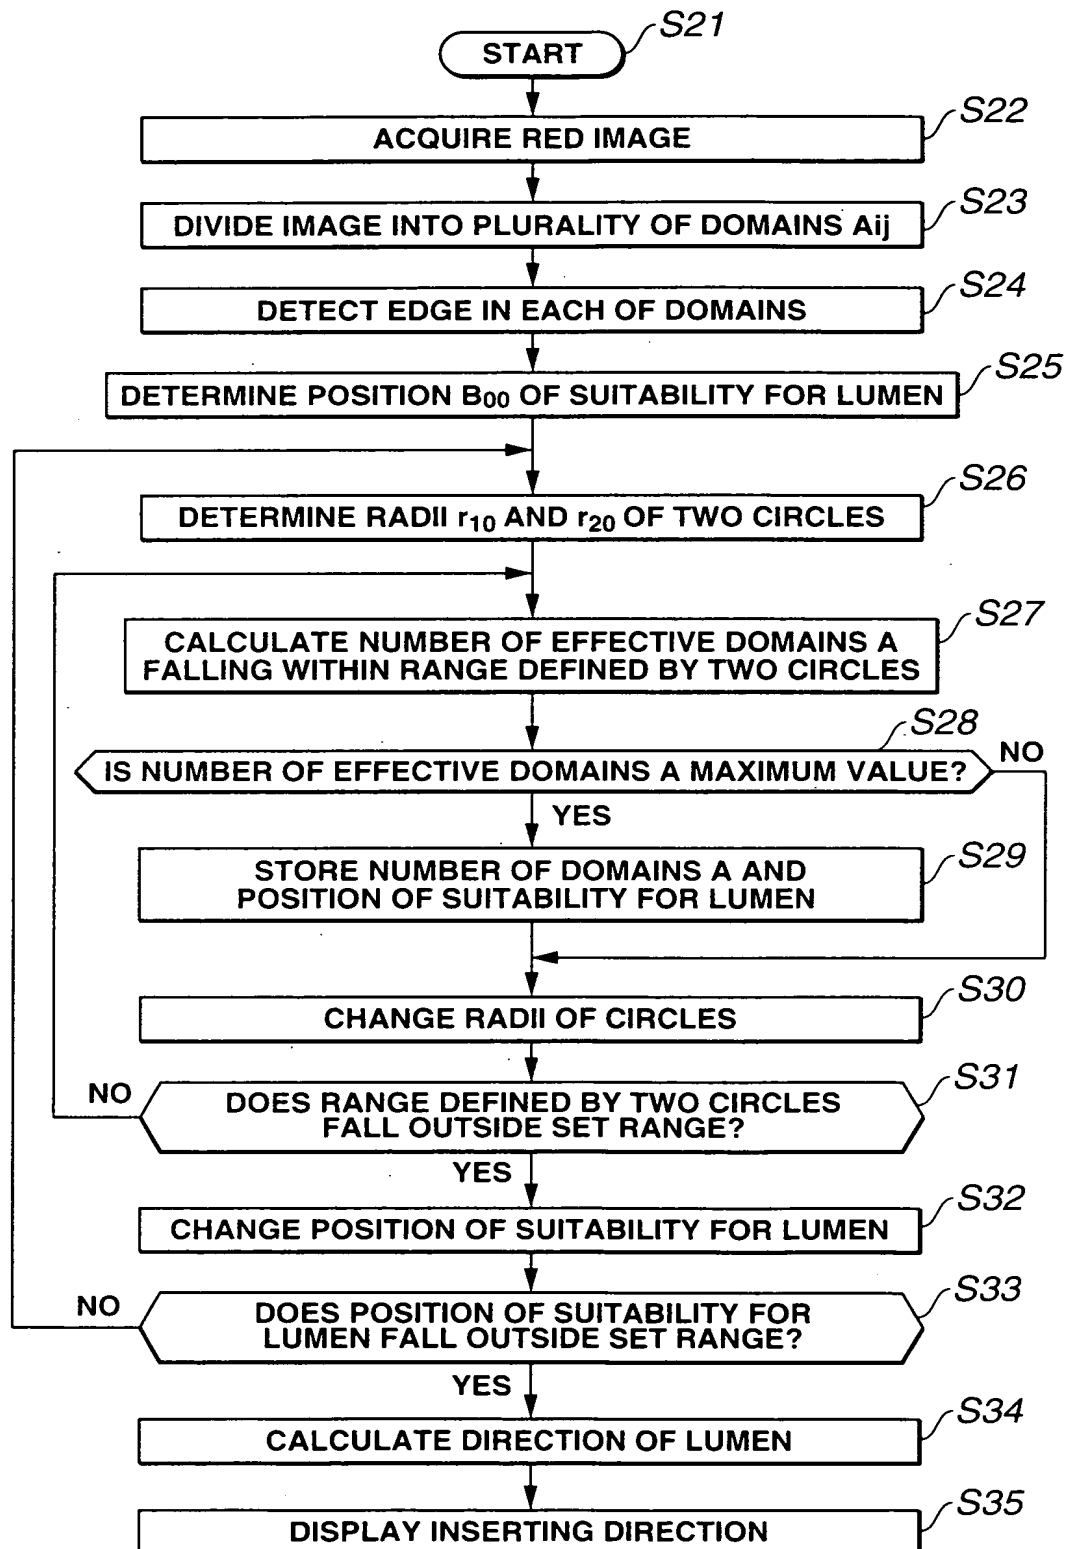 START
S21
ACQUIRE RED IMAGE
S22
DIVIDE IMAGE INTO PLURALITY OF DOMAINS Aij
S23
DETECT EDGE IN EACH OF DOMAINS
S24
DETERMINE POSITION B00 OF SUITABILITY FOR LUMEN
S25
DETERMINE RADII r10 AND r20 OF TWO CIRCLES
S26
CALCULATE NUMBER OF EFFECTIVE DOMAINS A
FALLING WITHIN RANGE DEFINED BY TWO CIRCLES
S27
IS NUMBER OF EFFECTIVE DOMAINS A MAXIMUM VALUE?
S28
NO
YES
STORE NUMBER OF DOMAINS A AND
POSITION OF SUITABILITY FOR LUMEN
S29
CHANGE RADII OF CIRCLES
S30
NO
DOES RANGE DEFINED BY TWO CIRCLES
FALL OUTSIDE SET RANGE?
S31
YES
CHANGE POSITION OF SUITABILITY FOR LUMEN
S32
NO
DOES POSITION OF SUITABILITY FOR
LUMEN FALL OUTSIDE SET RANGE?
S33
YES
CALCULATE DIRECTION OF LUMEN
S34
DISPLAY INSERTING DIRECTION
S35